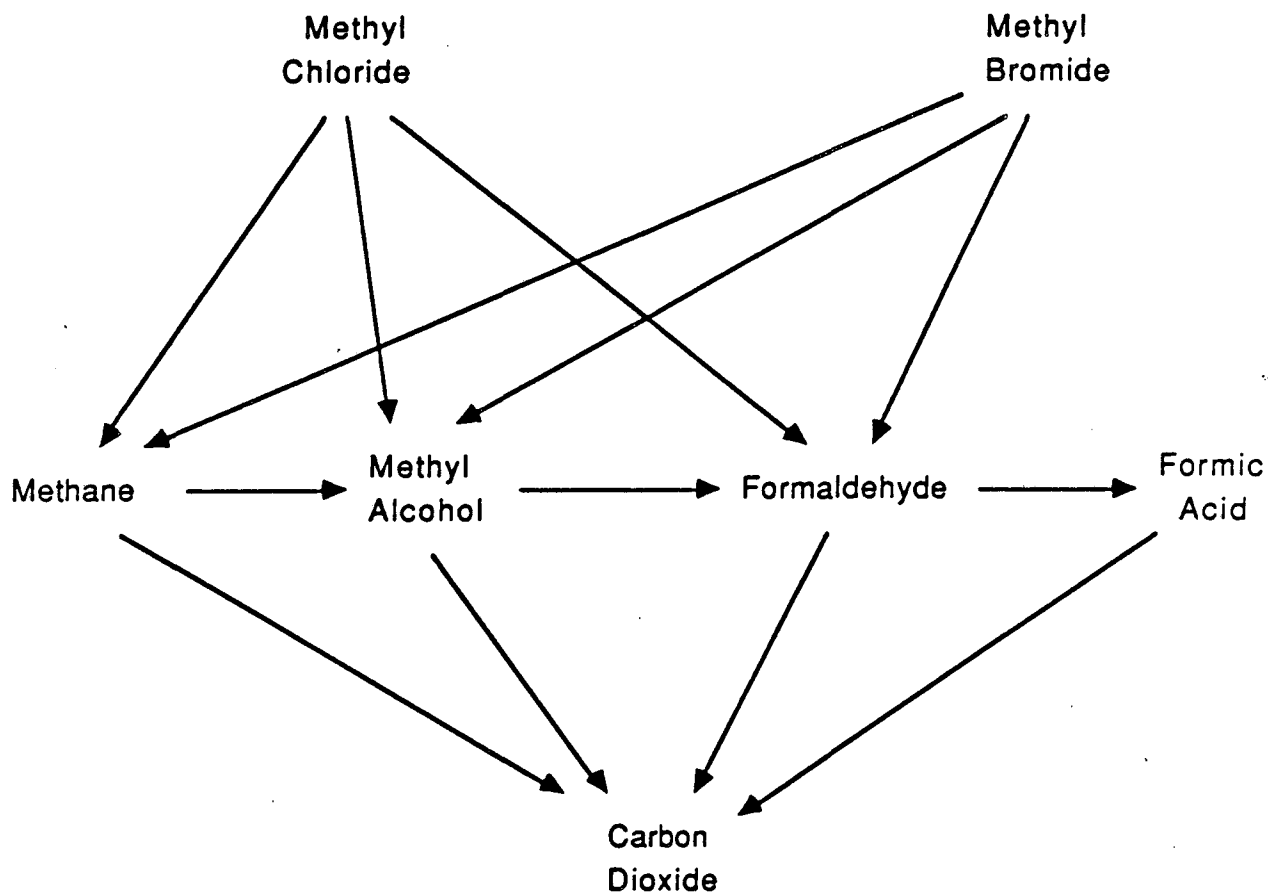 Methyl
Chloride
Methyl
Bromide
Methane
Methyl
Alcohol
Formaldehyde
Formic
Acid
Carbon
Dioxide